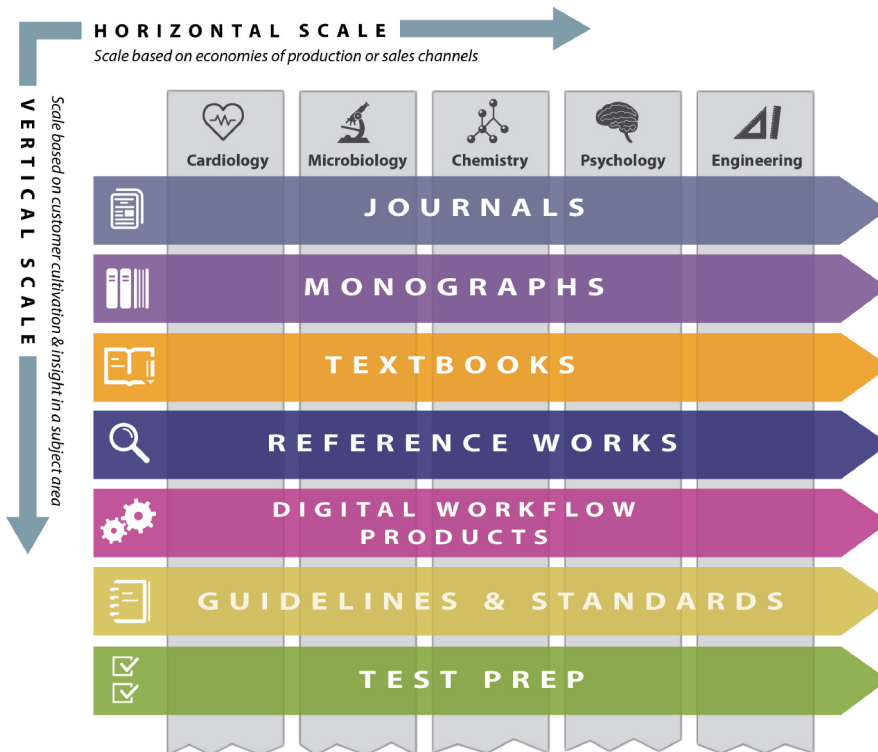 HORIZONTAL SCALE
Scale based on economies of production or sales channels
VERTICAL SCALE
Scale based on customer cultivation & insight in a subject area
Cardiology
Microbiology
Chemistry
Psychology
Engineering
JOURNALS
MONOGRAPHS
TEXTBOOKS
REFERENCE WORKS
DIGITAL WORKFLOW
PRODUCTS
GUIDELINES & STANDARDS
TEST PREP